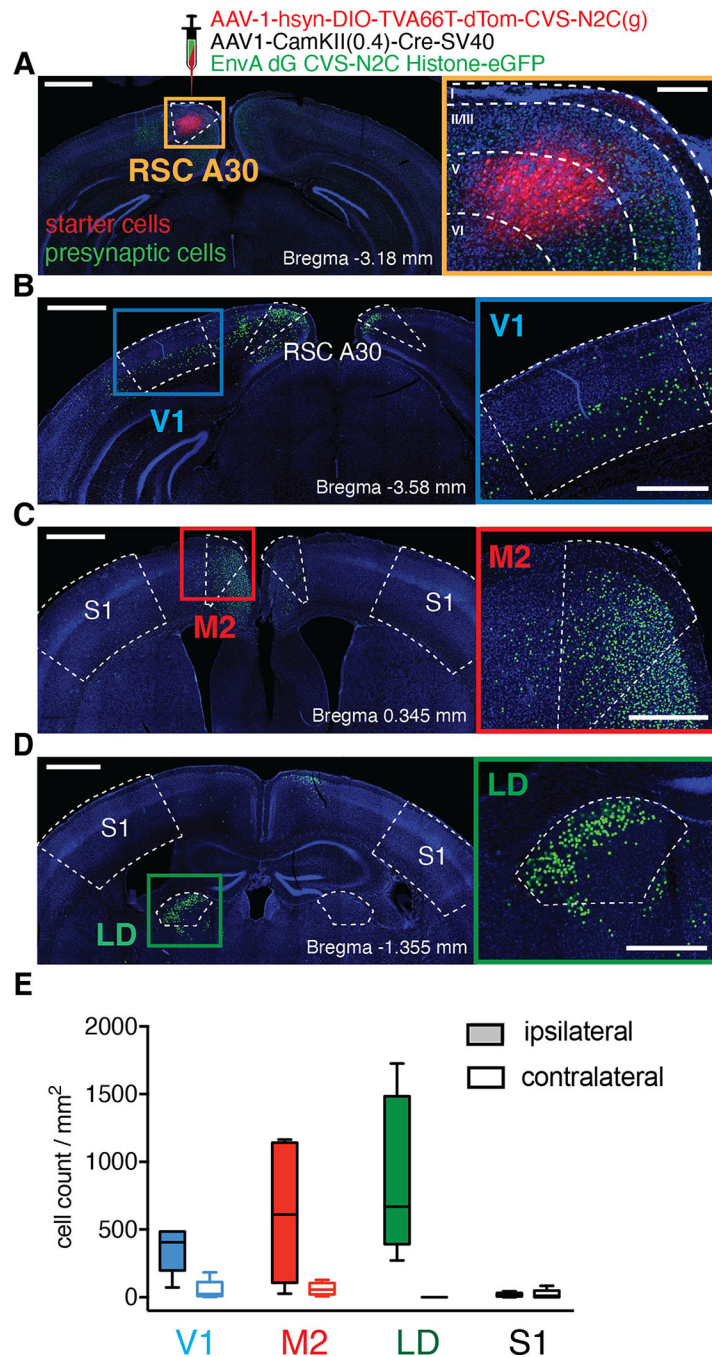 AAV-1-hsyn-DIO-TVA66T-dTom-CVS-N2C(g)
AAV1-CamKII(0.4)-Cre-SV40
EnvA dG CVS-N2C Histone-eGFP
A
RSC A30
starter cells
presynaptic cells
Bregma -3.18 mm
I
II/III
V
VI
B
V1
RSC A30
Bregma -3.58 mm
V1
C
S1
M2
S1
Bregma 0.345 mm
M2
D
S1
S1
LD
Bregma -1.355 mm
LD
E
cell count / mm²
2000
1500
1000
500
0
ipsilateral
contralateral
V1 M2 LD S1